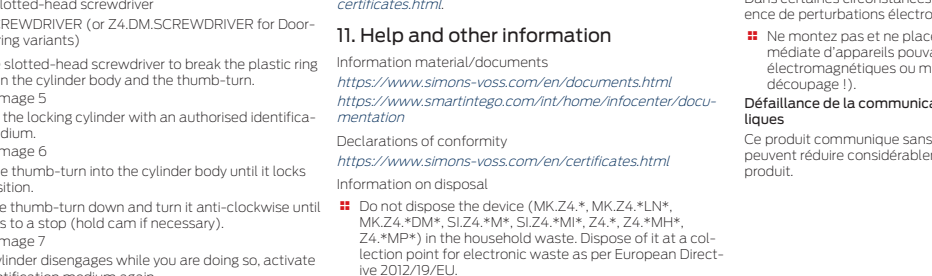 lotted-head screwdriver
REWDRIVER (or Z4.DM.SCREWDRIVER for Door-
ring variants)
slotted-head screwdriver to break the plastic ring
n the cylinder body and the thumb-turn.
mage 5
the locking cylinder with an authorised identifica-
dium.
mage 6
e thumb-turn into the cylinder body until it locks
sition.
e thumb-turn down and turn it anti-clockwise until
s to a stop (hold cam if necessary).
mage 7
ylinder disengages while you are doing so, activate
ntification medium again.
certificates.html.
11. Help and other information
Information material/documents
https://www.simons-voss.com/en/documents.html
https://www.smartintego.com/int/home/infocenter/docu-
mentation
Declarations of conformity
https://www.simons-voss.com/en/certificates.html
Information on disposal
Do not dispose the device (MK.Z4.*, MK.Z4.*LN*,
MK.Z4.*DM*, SI.Z4.*M*, SI.Z4.*MI*, Z4.*, Z4.*MH*,
Z4.*MP*) in the household waste. Dispose of it at a col-
lection point for electronic waste as per European Direct-
ive 2012/19/EU.
Dans certaines circonstances
ence de perturbations électro
Ne montez pas et ne place
médiate d'appareils pouva
électromagnétiques ou m
découpage !).
Défaillance de la communica
liques
Ce produit communique sans
peuvent réduire considérable
produit.